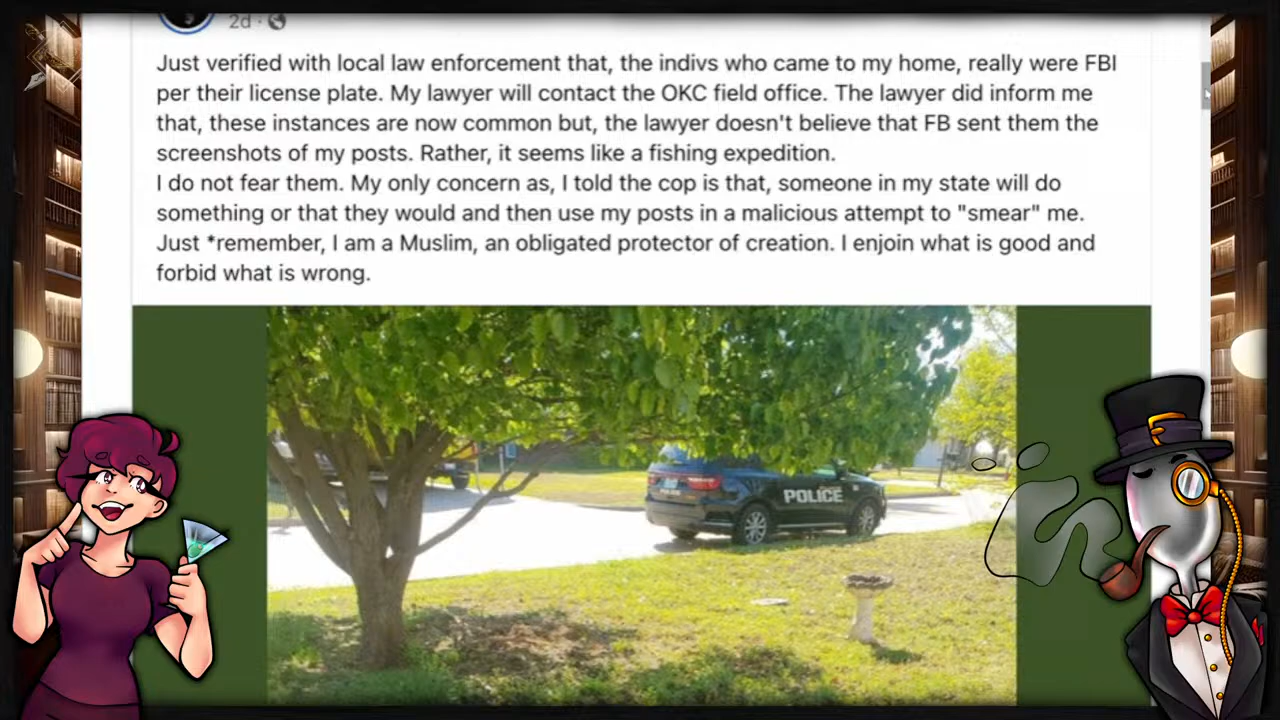 2d ·
Just verified with local law enforcement that, the indivs who came to my home, really were FBI
per their license plate. My lawyer will contact the OKC field office. The lawyer did inform me
that, these instances are now common but, the lawyer doesn't believe that FB sent them the
screenshots of my posts. Rather, it seems like a fishing expedition.
I do not fear them. My only concern as, I told the cop is that, someone in my state will do
something or that they would and then use my posts in a malicious attempt to "smear" me.
Just *remember, I am a Muslim, an obligated protector of creation. I enjoin what is good and
forbid what is wrong.
POLICE